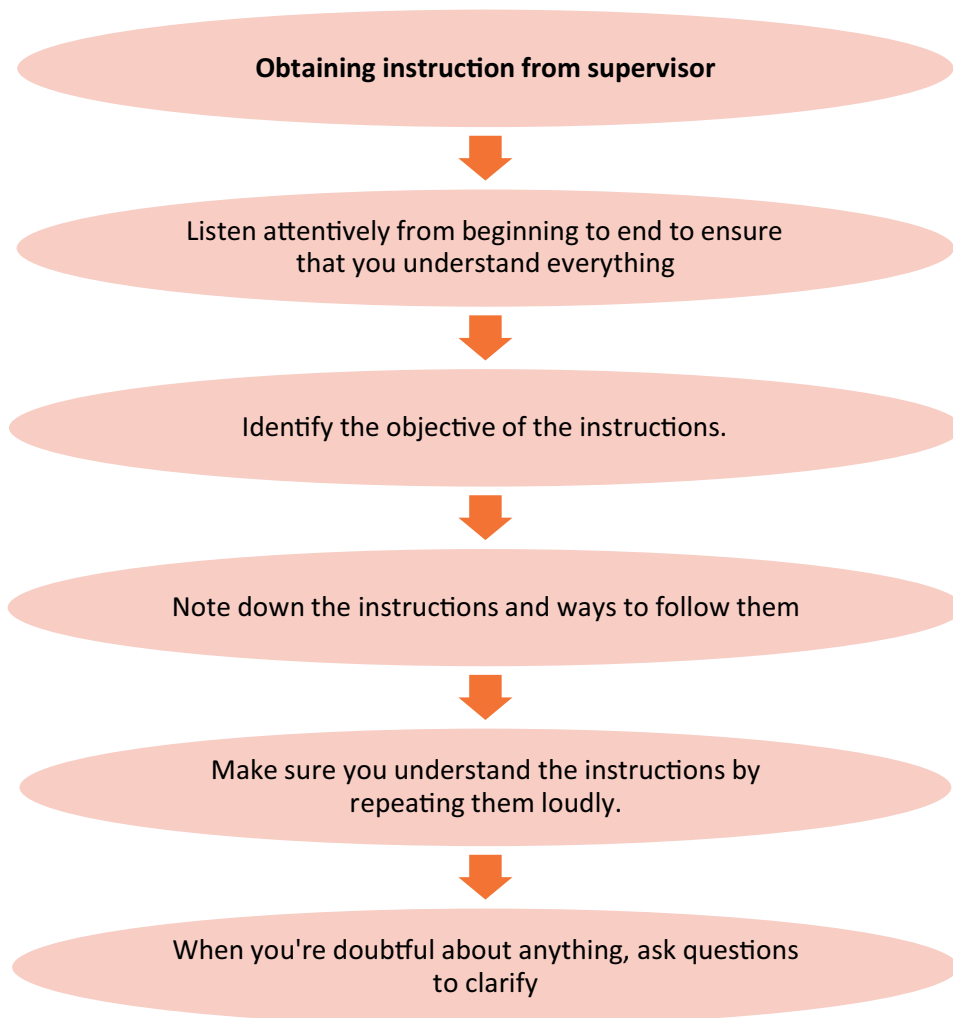 Obtaining instruction from supervisor
Listen attentively from beginning to end to ensure
that you understand everything
Identify the objective of the instructions.
Note down the instructions and ways to follow them
Make sure you understand the instructions by
repeating them loudly.
When you're doubtful about anything, ask questions
to clarify